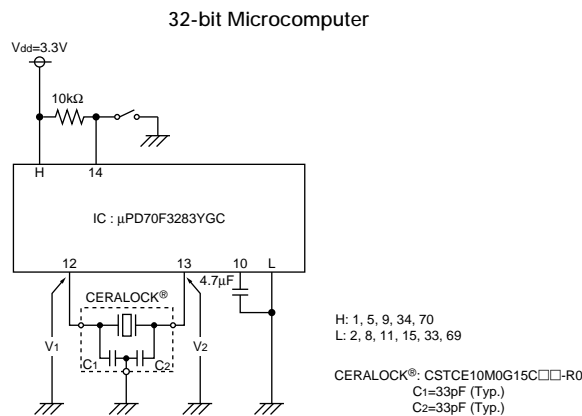 32-bit Microcomputer
Vdd=3.3V
10kΩ
H 14
IC : μPD70F3283YGC
12 13 10 L
4.7μF
CERALOCK®
V1 C1 C2 V2
H: 1, 5, 9, 34, 70
L: 2, 8, 11, 15, 33, 69
CERALOCK®: CSTCE10M0G15C□□-R0
C1=33pF (Typ.)
C2=33pF (Typ.)